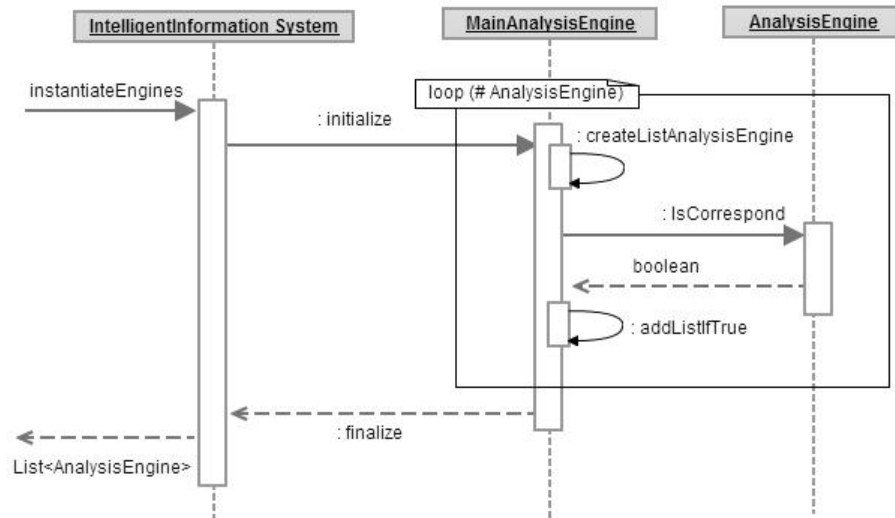 IntelligentInformation System
MainAnalysisEngine
AnalysisEngine
instantiateEngines
loop (# AnalysisEngine)
: initialize
: createListAnalysisEngine
: IsCorrespond
boolean
: addListIfTrue
: finalize
List<AnalysisEngine>